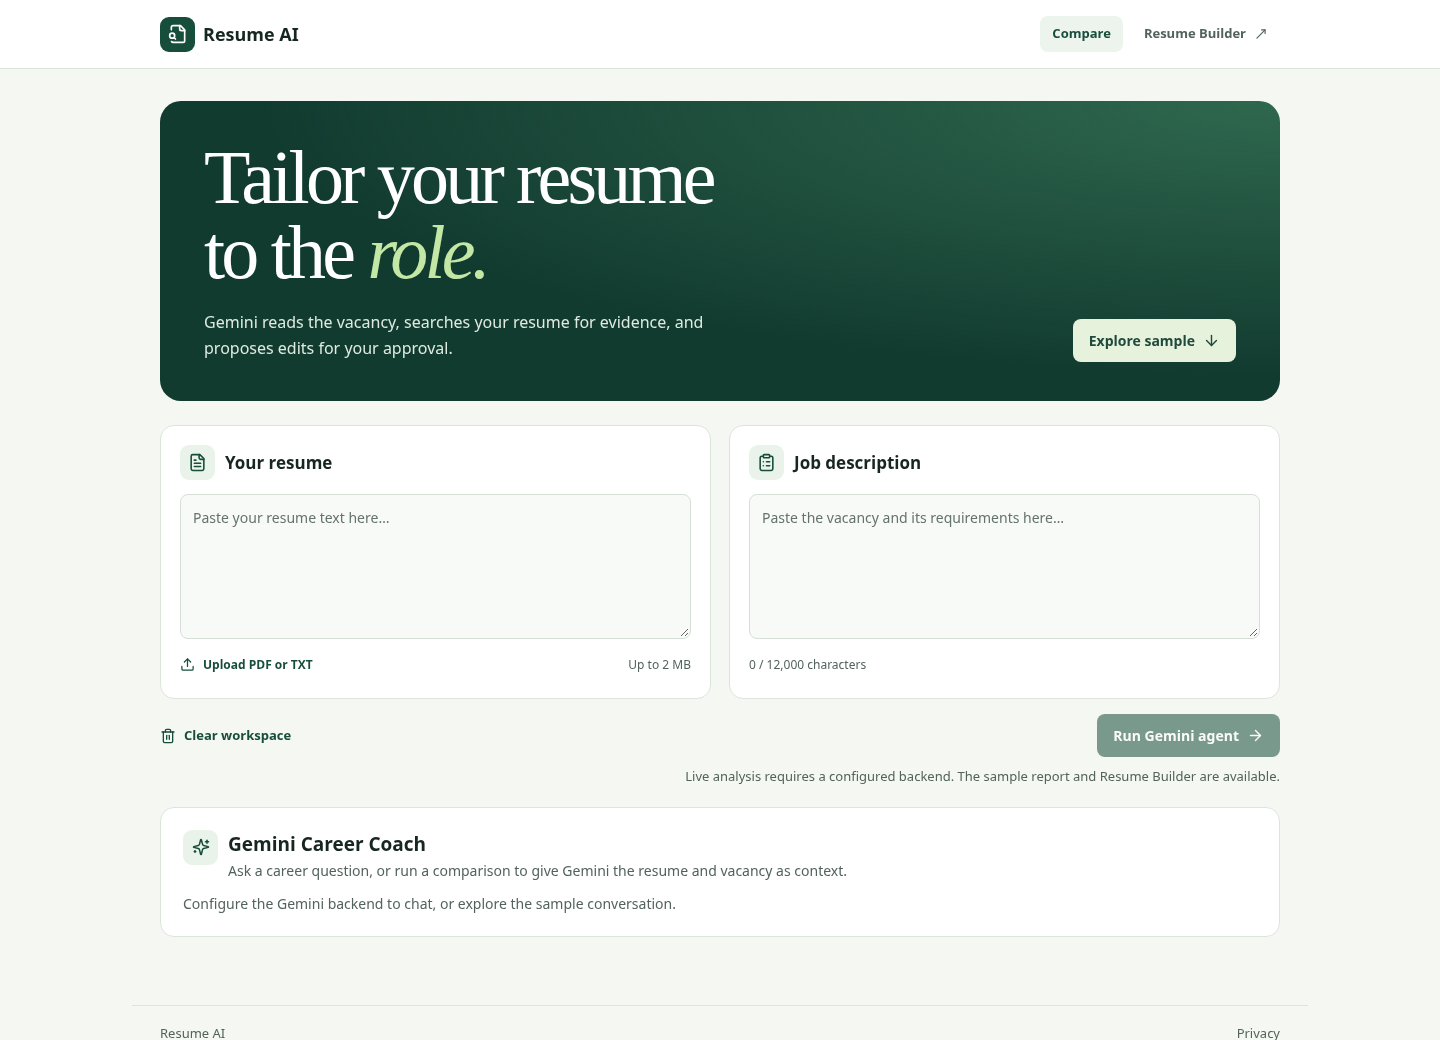 Resume AI
Compare
Resume Builder
Tailor your resume
to the role.
Gemini reads the vacancy, searches your resume for evidence, and
proposes edits for your approval.
Explore sample
Your resume
Paste your resume text here...
Upload PDF or TXT
Up to 2 MB
Job description
Paste the vacancy and its requirements here...
0 / 12,000 characters
Clear workspace
Run Gemini agent
Live analysis requires a configured backend. The sample report and Resume Builder are available.
Gemini Career Coach
Ask a career question, or run a comparison to give Gemini the resume and vacancy as context.
Configure the Gemini backend to chat, or explore the sample conversation.
Resume AI
Privacy